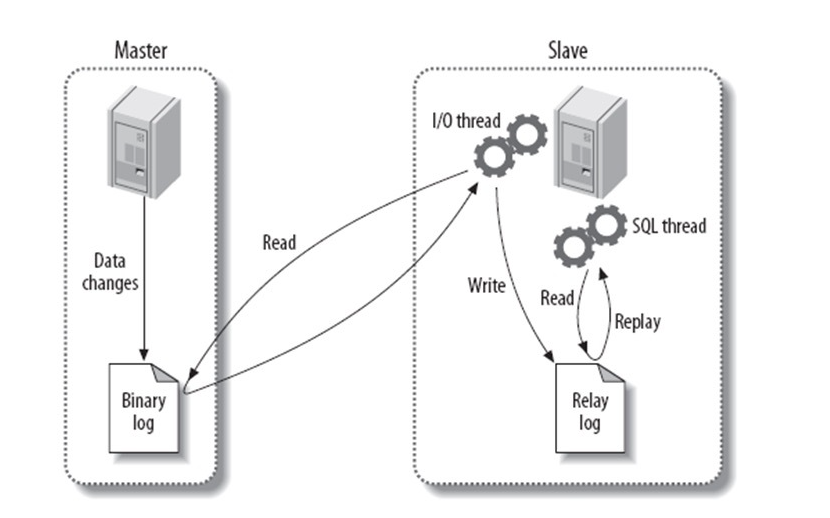 Master
Slave
I/O thread
SQL thread
Read
Data
changes
Write
Read
Replay
Binary
log
Relay
log